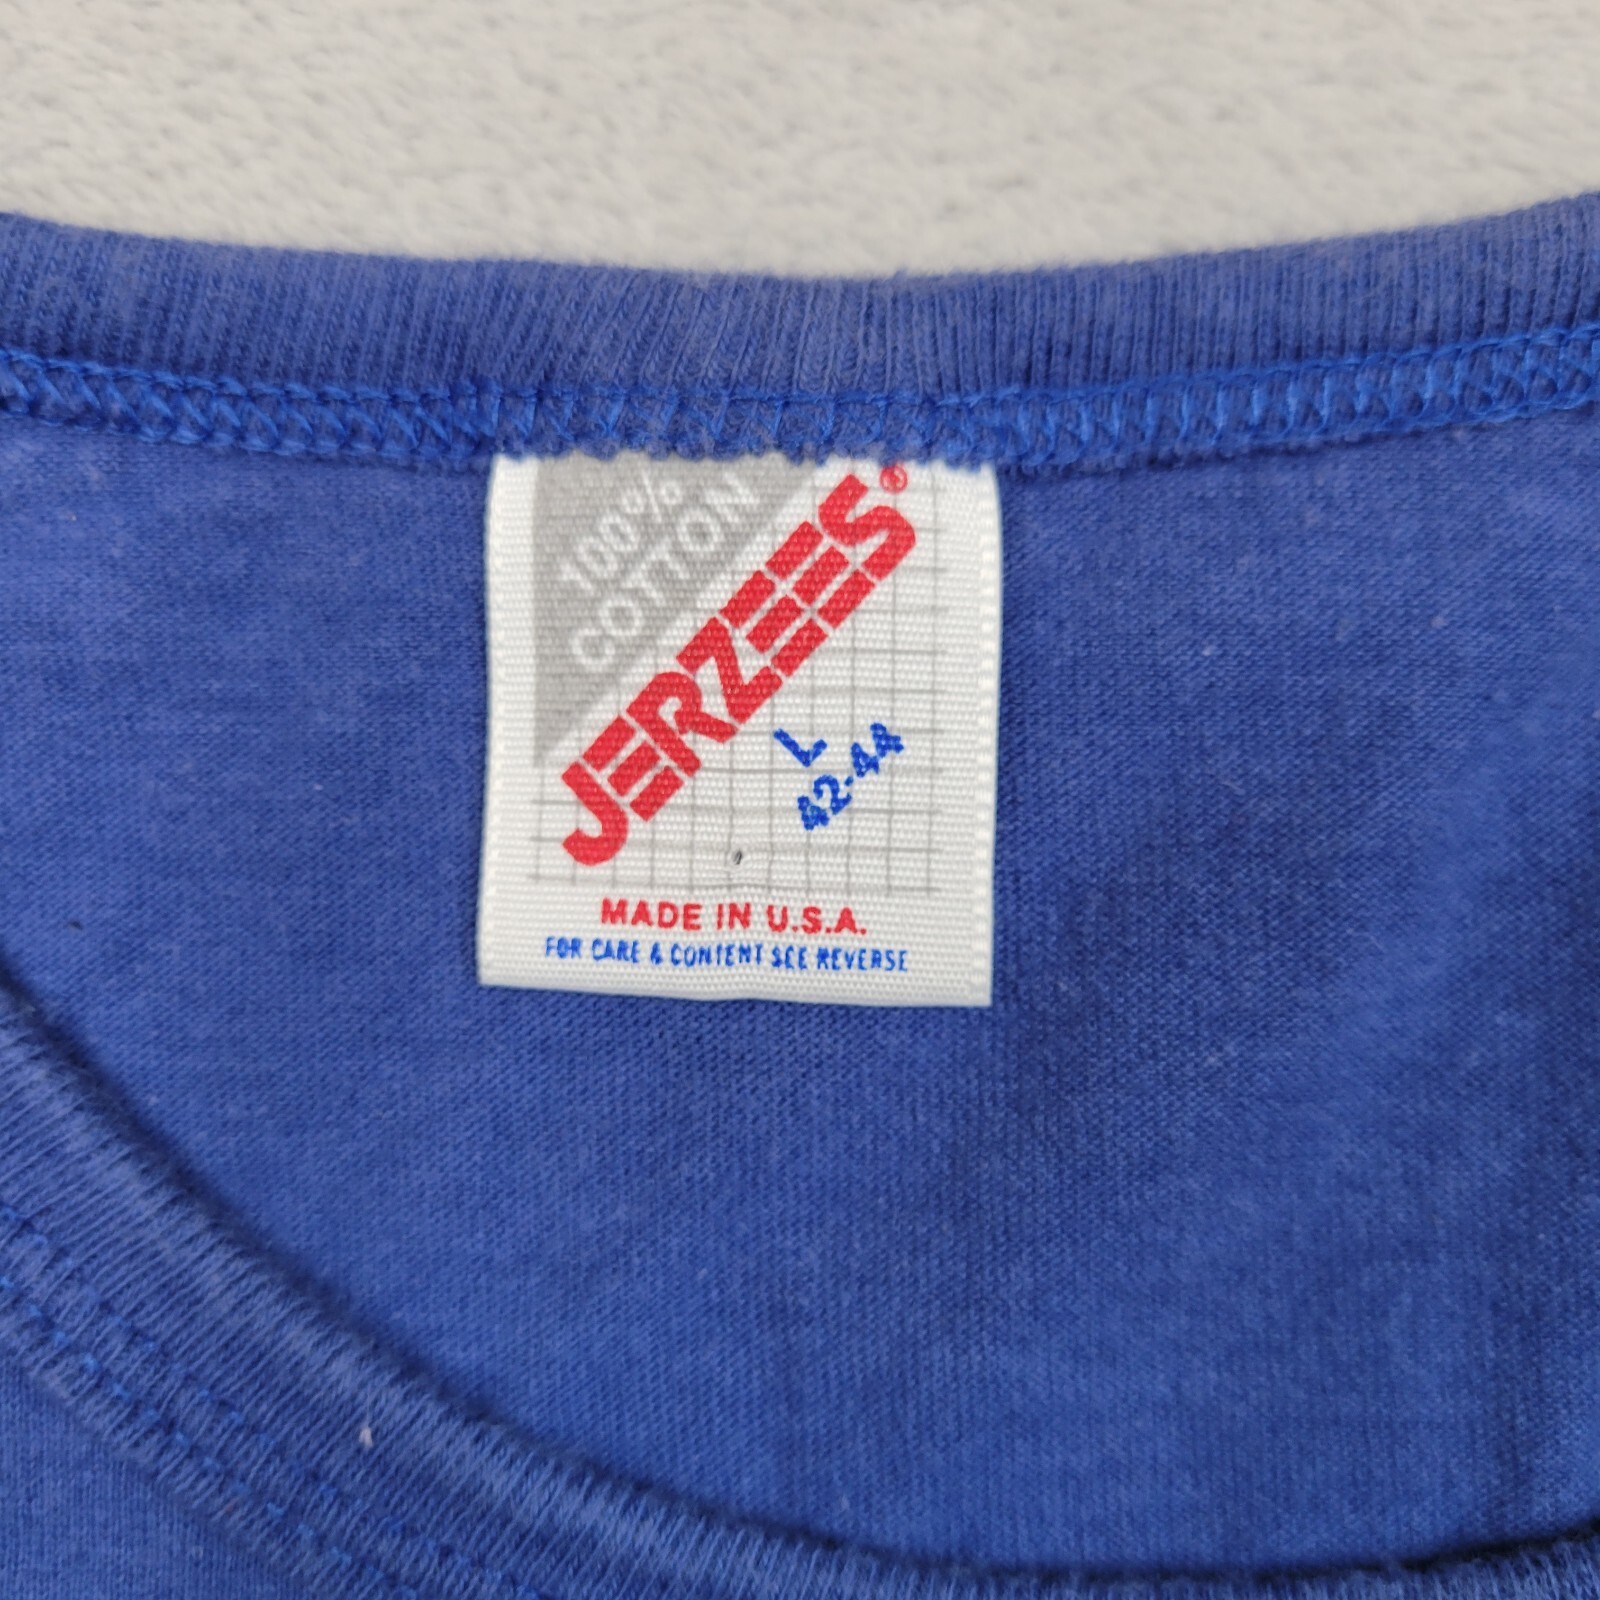 100%
COTTON
JERZEES®
L
42-44
MADE IN U.S.A.
FOR CARE & CONTENT SEE REVERSE